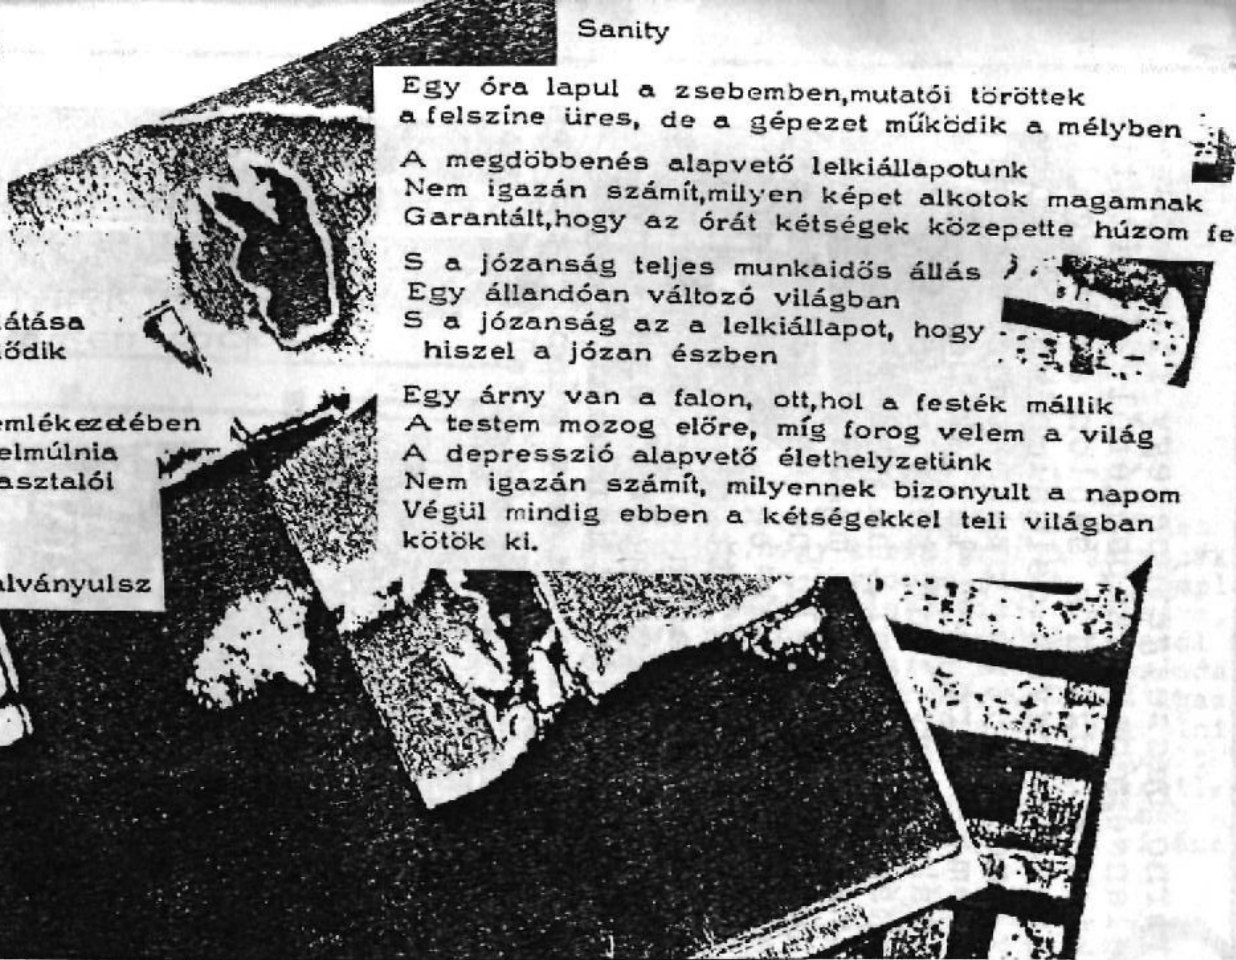 Sanity
Egy óra lapul a zsebemben,mutatói töröttek
a felszíne üres, de a gépezet működik a mélyben
A megdöbbenés alapvető lelkiállapotunk
Nem igazán számít,milyen képet alkotok magamnak
Garantált,hogy az órát kétségek közepette húzom fe
S a józanság teljes munkaidős állás
Egy állandóan változó világban
S a józanság az a lelkiállapot, hogy
hiszel a józan észben
Egy árny van a falon, ott,hol a festék mállik
A testem mozog előre, míg forog velem a világ
A depresszió alapvető élethelyzetünk
Nem igazán számít, milyennek bizonyult a napom
Végül mindig ebben a kétségekkel teli világban
kötök ki.
átása
ődik
emlékezetében
elmúlnia
asztalói
alványulsz